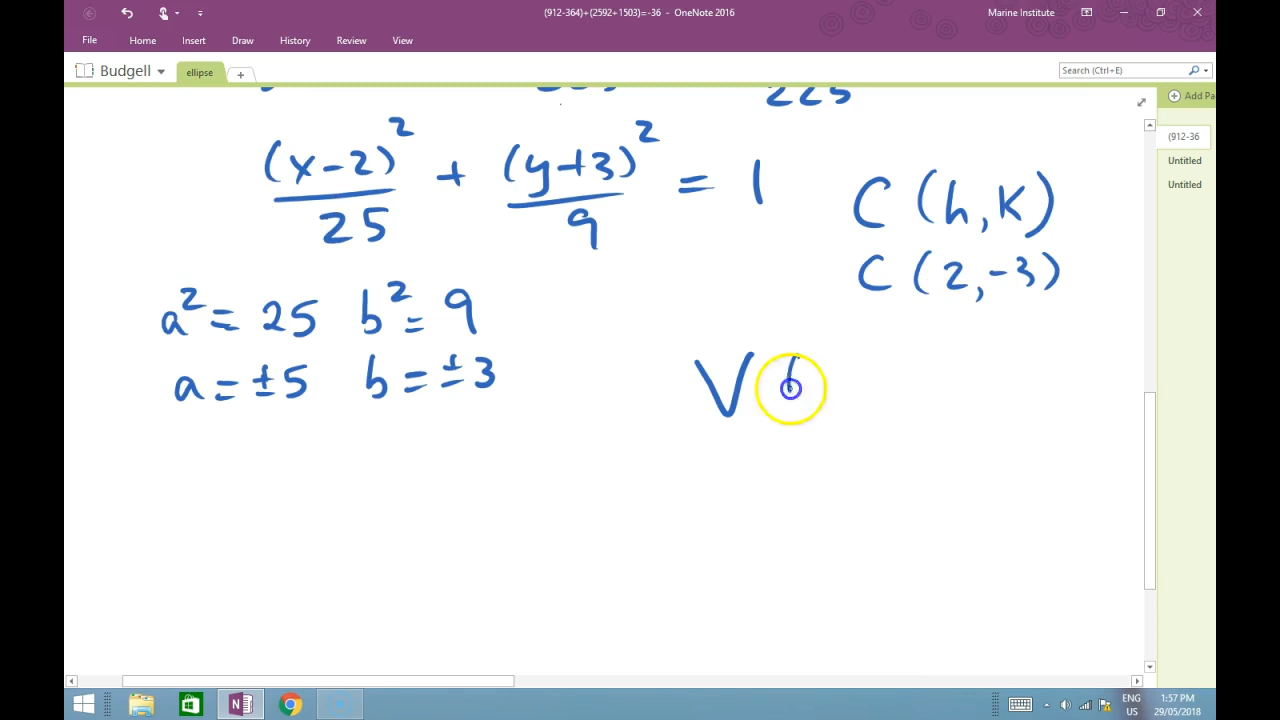 (912-364)+(2592+1503)=-36 - OneNote 2016
Marine Institute
File Home Insert Draw History Review View
Budgell ellipse +
Search (Ctrl+E)
Add Pa
(912-36
Untitled
Untitled
225
(x-2)²/25 + (y+3)²/9 = 1
C (h,K)
C (2,-3)
a² = 25 b² = 9
a = ±5 b = ±3
V (
ENG
US
1:57 PM
29/05/2018